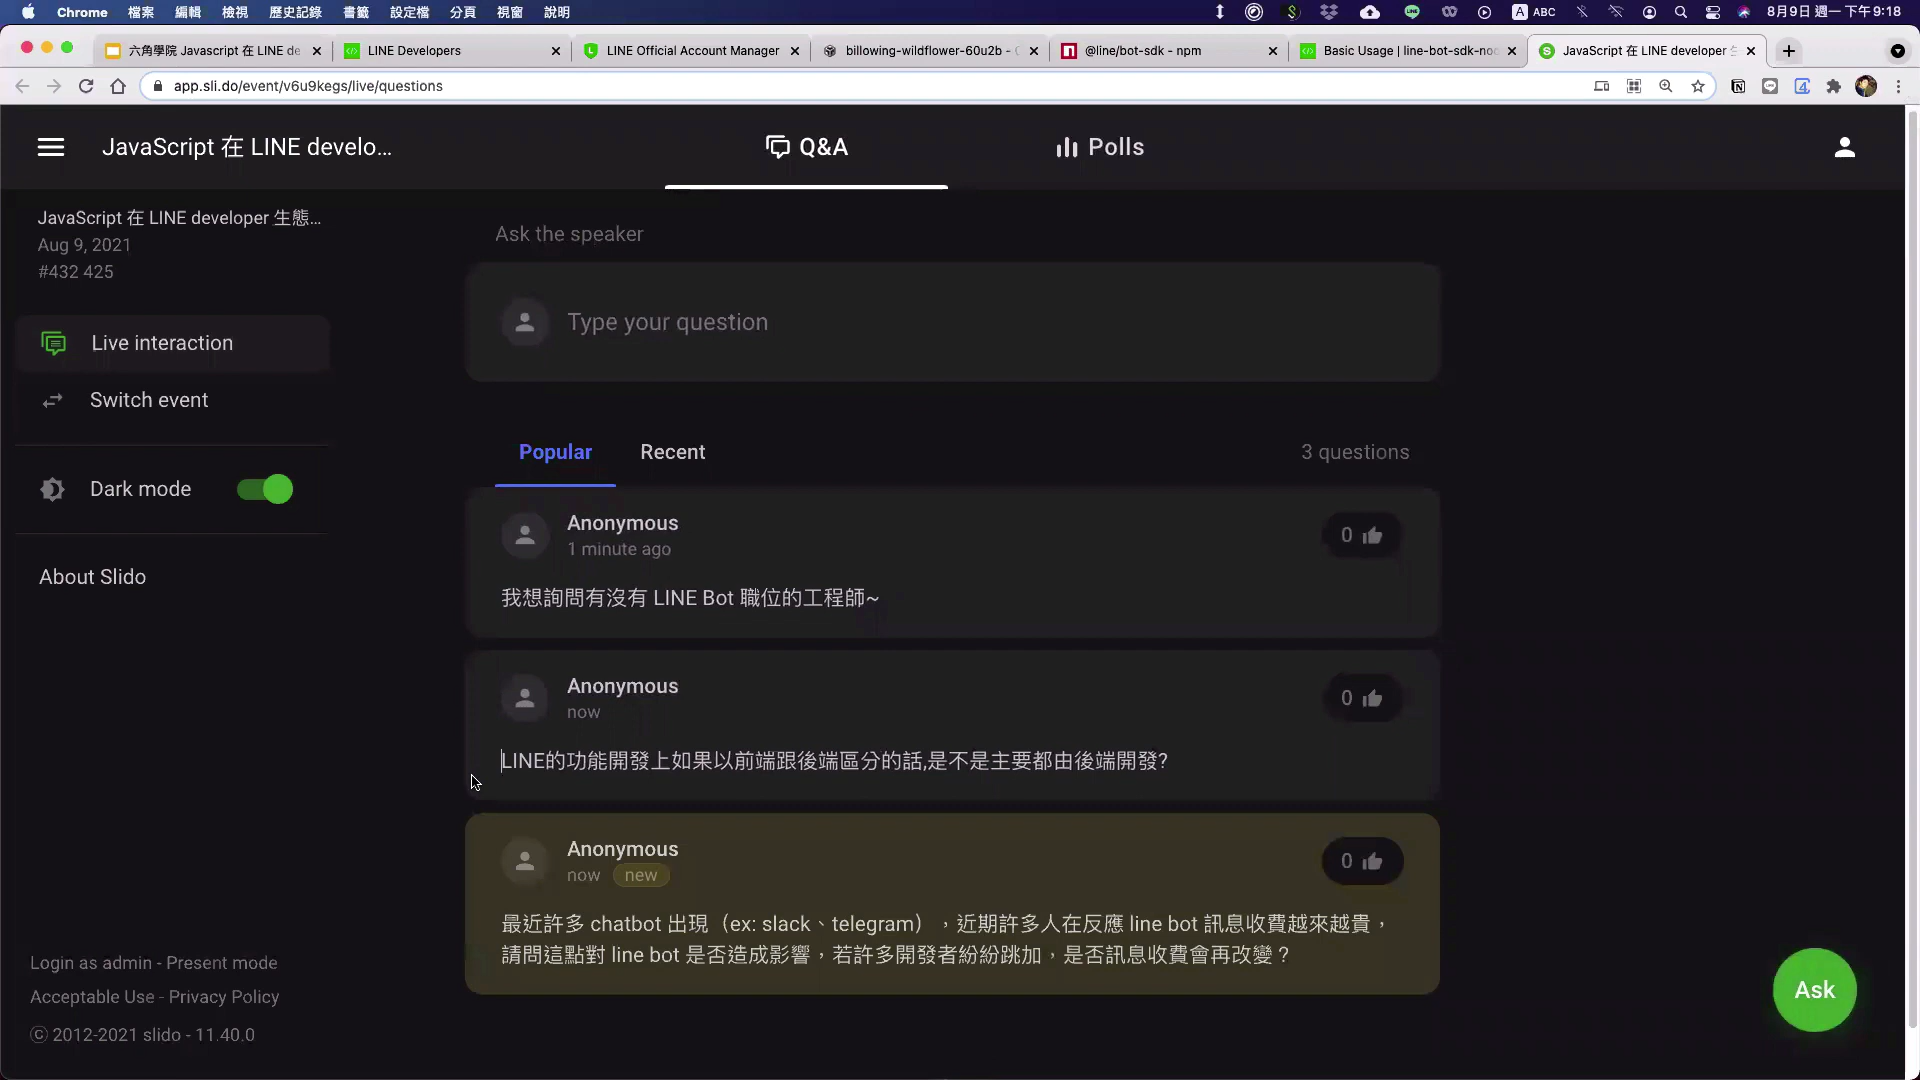 Chrome 檔案 編輯 檢視 歷史記錄 書籤 設定檔 分頁 視窗 說明 A ABC 8月9日 週一 下午9:18
六角學院 Javascript 在 LINE de LINE Developers LINE Official Account Manager billowing-wildflower-60u2b - @line/bot-sdk - npm Basic Usage | line-bot-sdk-no JavaScript 在 LINE developer
app.sli.do/event/v6u9kegs/live/questions
JavaScript 在 LINE develo...
Q&A
Polls
JavaScript 在 LINE developer 生態...
Aug 9, 2021
#432 425
Live interaction
Switch event
Dark mode
About Slido
Login as admin - Present mode
Acceptable Use - Privacy Policy
© 2012-2021 slido - 11.40.0
Ask the speaker
Type your question
Popular Recent 3 questions
Anonymous
1 minute ago
0
我想詢問有沒有 LINE Bot 職位的工程師~
Anonymous
now
0
LINE的功能開發上如果以前端跟後端區分的話,是不是主要都由後端開發?
Anonymous
now new
0
最近許多 chatbot 出現（ex: slack、telegram），近期許多人在反應 line bot 訊息收費越來越貴，
請問這點對 line bot 是否造成影響，若許多開發者紛紛跳加，是否訊息收費會再改變？
Ask